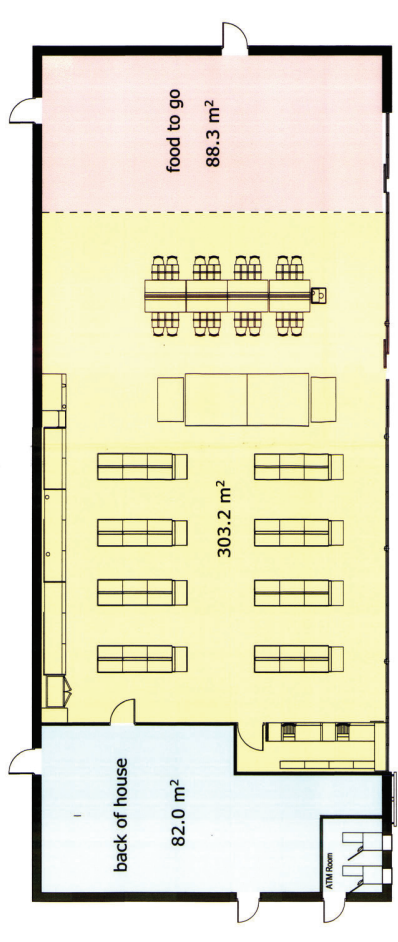 food to go
88.3 m²
303.2 m²
back of house
82.0 m²
ATM Room